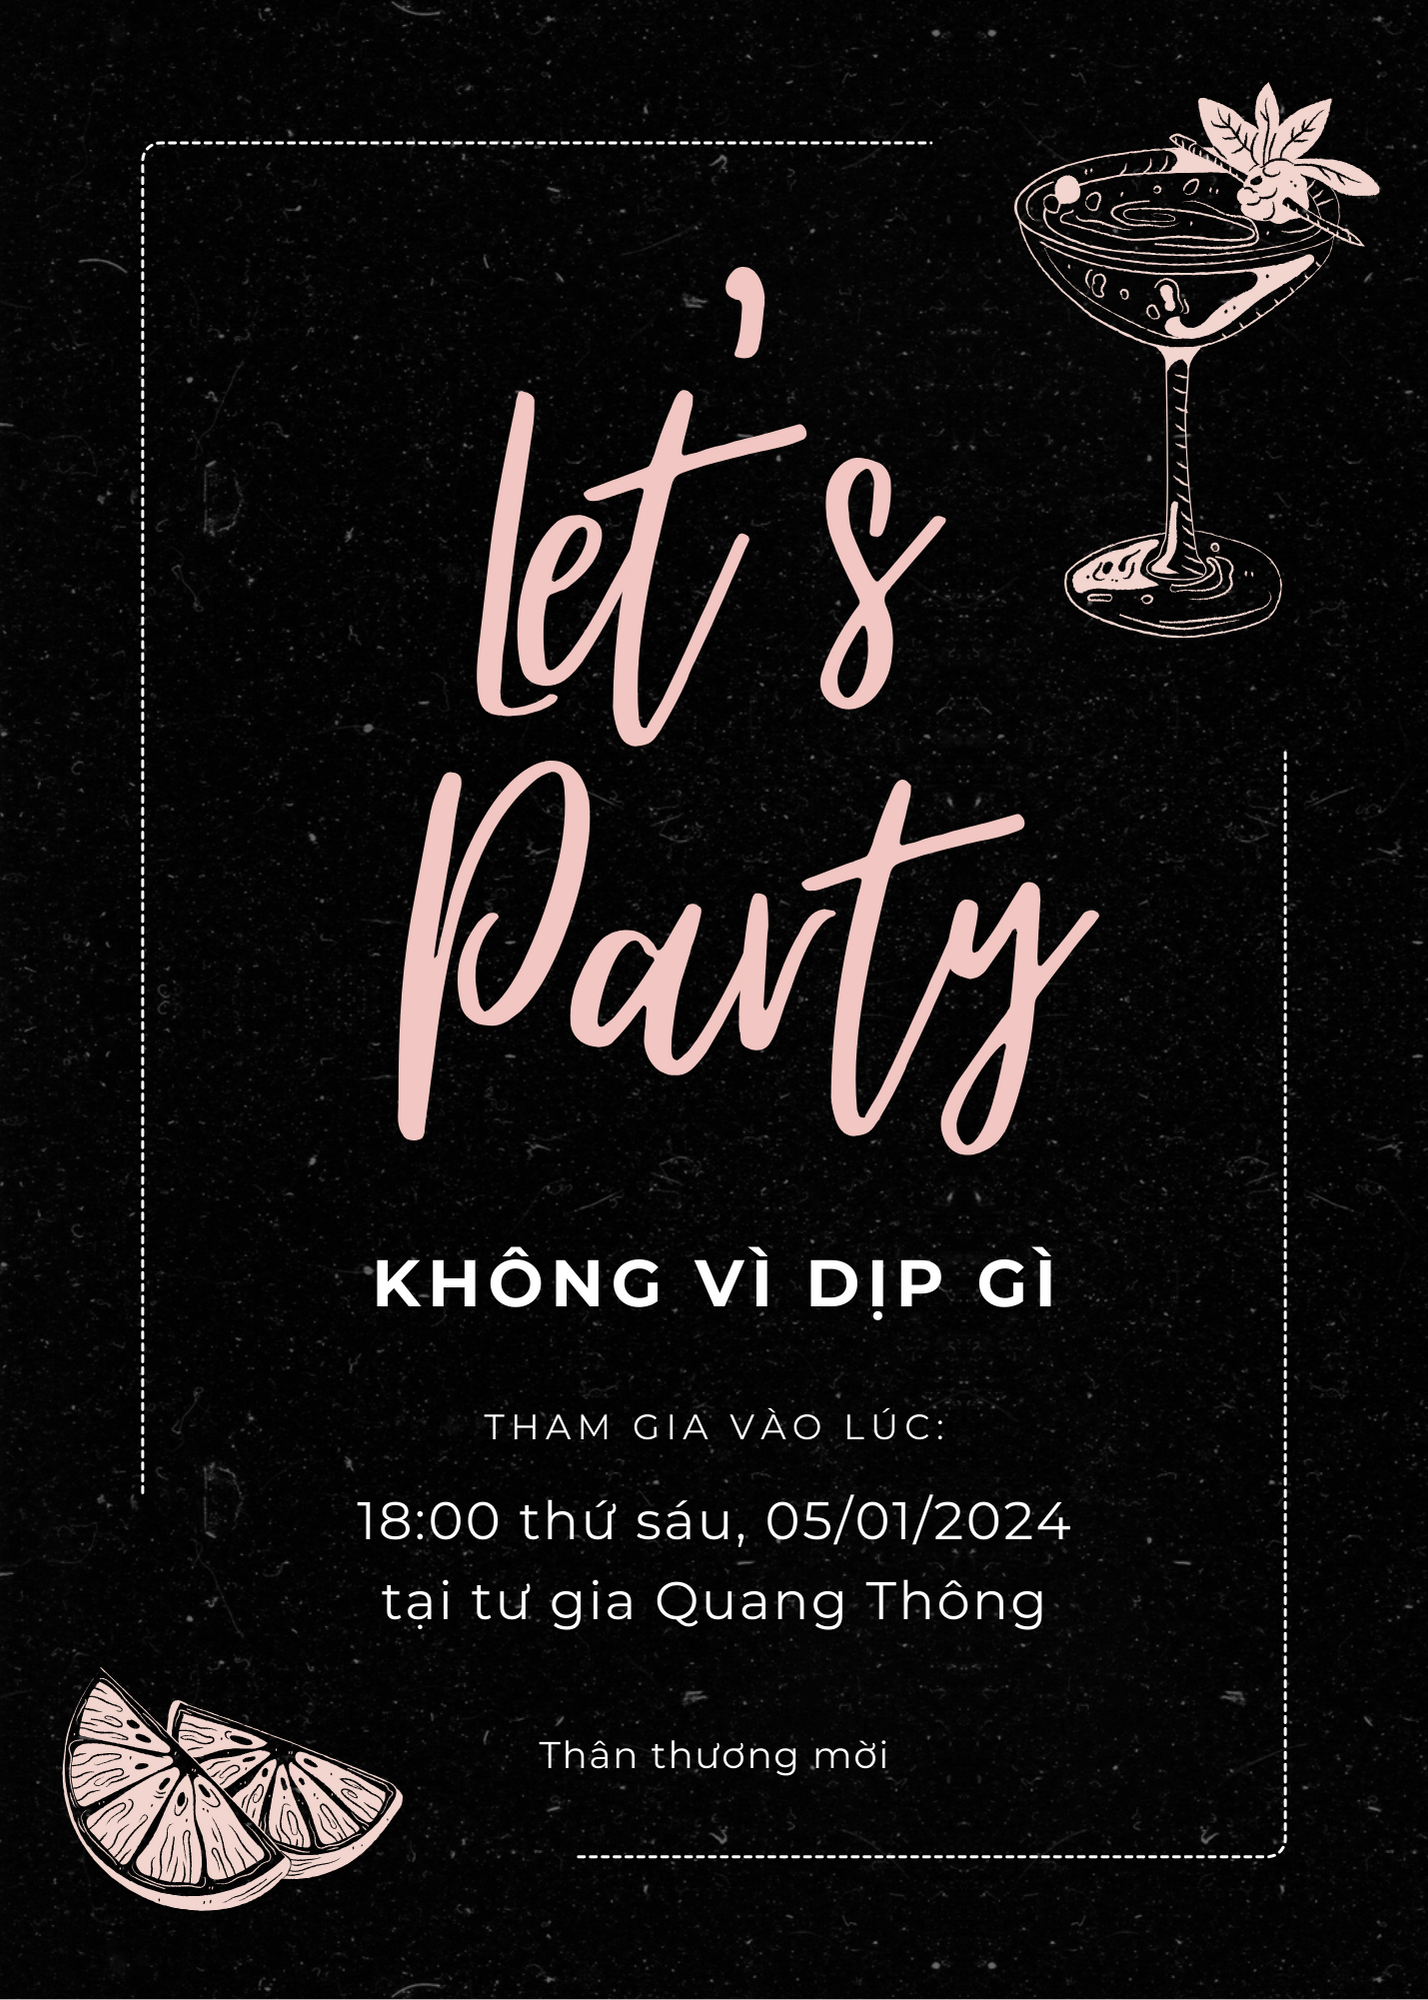 let's
Party
KHÔNG VÌ DỊP GÌ
THAM GIA VÀO LÚC:
18:00 thứ sáu, 05/01/2024
tại tư gia Quang Thông
Thân thương mời